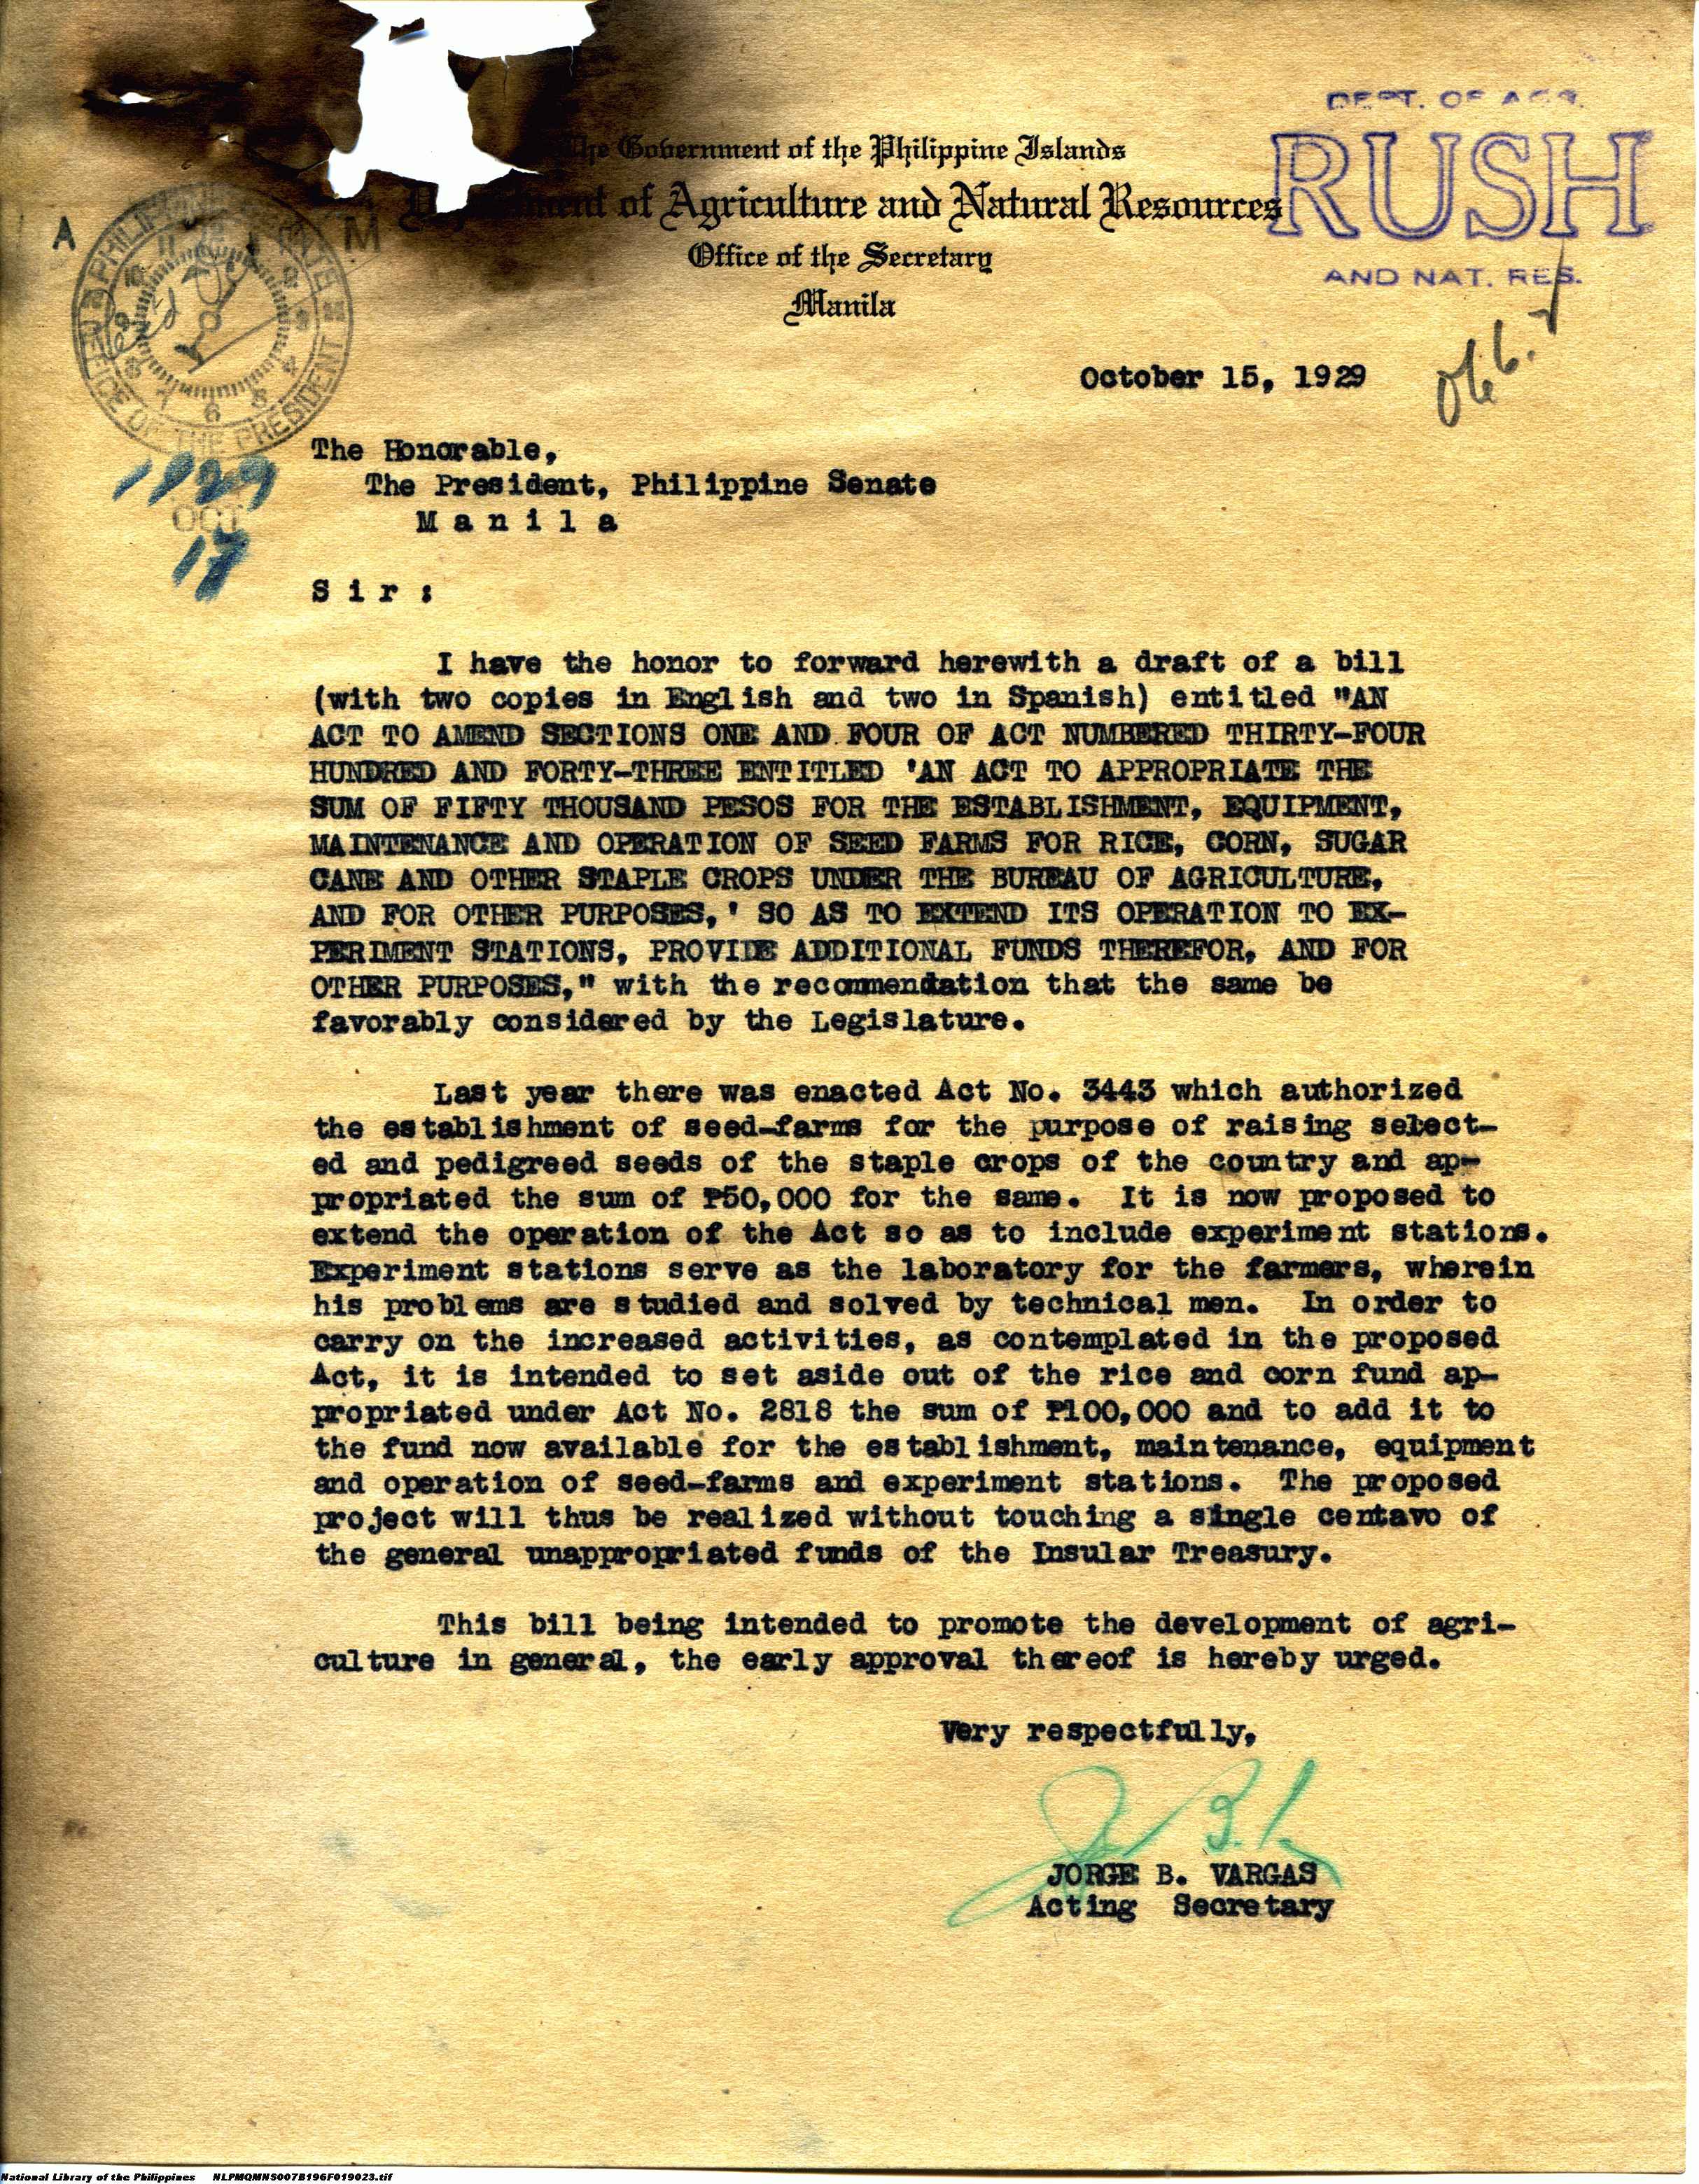 DEPT. OF AGR.
RUSH
AND NAT. RES.
The Government of the Philippine Islands
Department of Agriculture and Natural Resources
Office of the Secretary
Manila
A M
PHILIPPINE SENATE
OFFICE OF THE PRESIDENT
1929
OCT
17
October 15, 1929
The Honorable,
The President, Philippine Senate
M a n i l a
S i r :
I have the honor to forward herewith a draft of a bill
(with two copies in English and two in Spanish) entitled "AN
ACT TO AMEND SECTIONS ONE AND FOUR OF ACT NUMBERED THIRTY-FOUR
HUNDRED AND FORTY-THREE ENTITLED 'AN ACT TO APPROPRIATE THE
SUM OF FIFTY THOUSAND PESOS FOR THE ESTABLISHMENT, EQUIPMENT,
MAINTENANCE AND OPERATION OF SEED FARMS FOR RICE, CORN, SUGAR
CANE AND OTHER STAPLE CROPS UNDER THE BUREAU OF AGRICULTURE,
AND FOR OTHER PURPOSES,' SO AS TO EXTEND ITS OPERATION TO EX-
PERIMENT STATIONS, PROVIDE ADDITIONAL FUNDS THEREFOR, AND FOR
OTHER PURPOSES," with the recommendation that the same be
favorably considered by the Legislature.
Last year there was enacted Act No. 3443 which authorized
the establishment of seed-farms for the purpose of raising select-
ed and pedigreed seeds of the staple crops of the country and ap-
propriated the sum of ₱50,000 for the same. It is now proposed to
extend the operation of the Act so as to include experiment stations.
Experiment stations serve as the laboratory for the farmers, wherein
his problems are studied and solved by technical men. In order to
carry on the increased activities, as contemplated in the proposed
Act, it is intended to set aside out of the rice and corn fund ap-
propriated under Act No. 2818 the sum of ₱100,000 and to add it to
the fund now available for the establishment, maintenance, equipment
and operation of seed-farms and experiment stations. The proposed
project will thus be realized without touching a single centavo of
the general unappropriated funds of the Insular Treasury.
This bill being intended to promote the development of agri-
culture in general, the early approval thereof is hereby urged.
Very respectfully,
JORGE B. VARGAS
Acting Secretary
National Library of the Philippines NLPMQMNS007B196F019023.tif